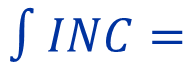 ∫ INC =